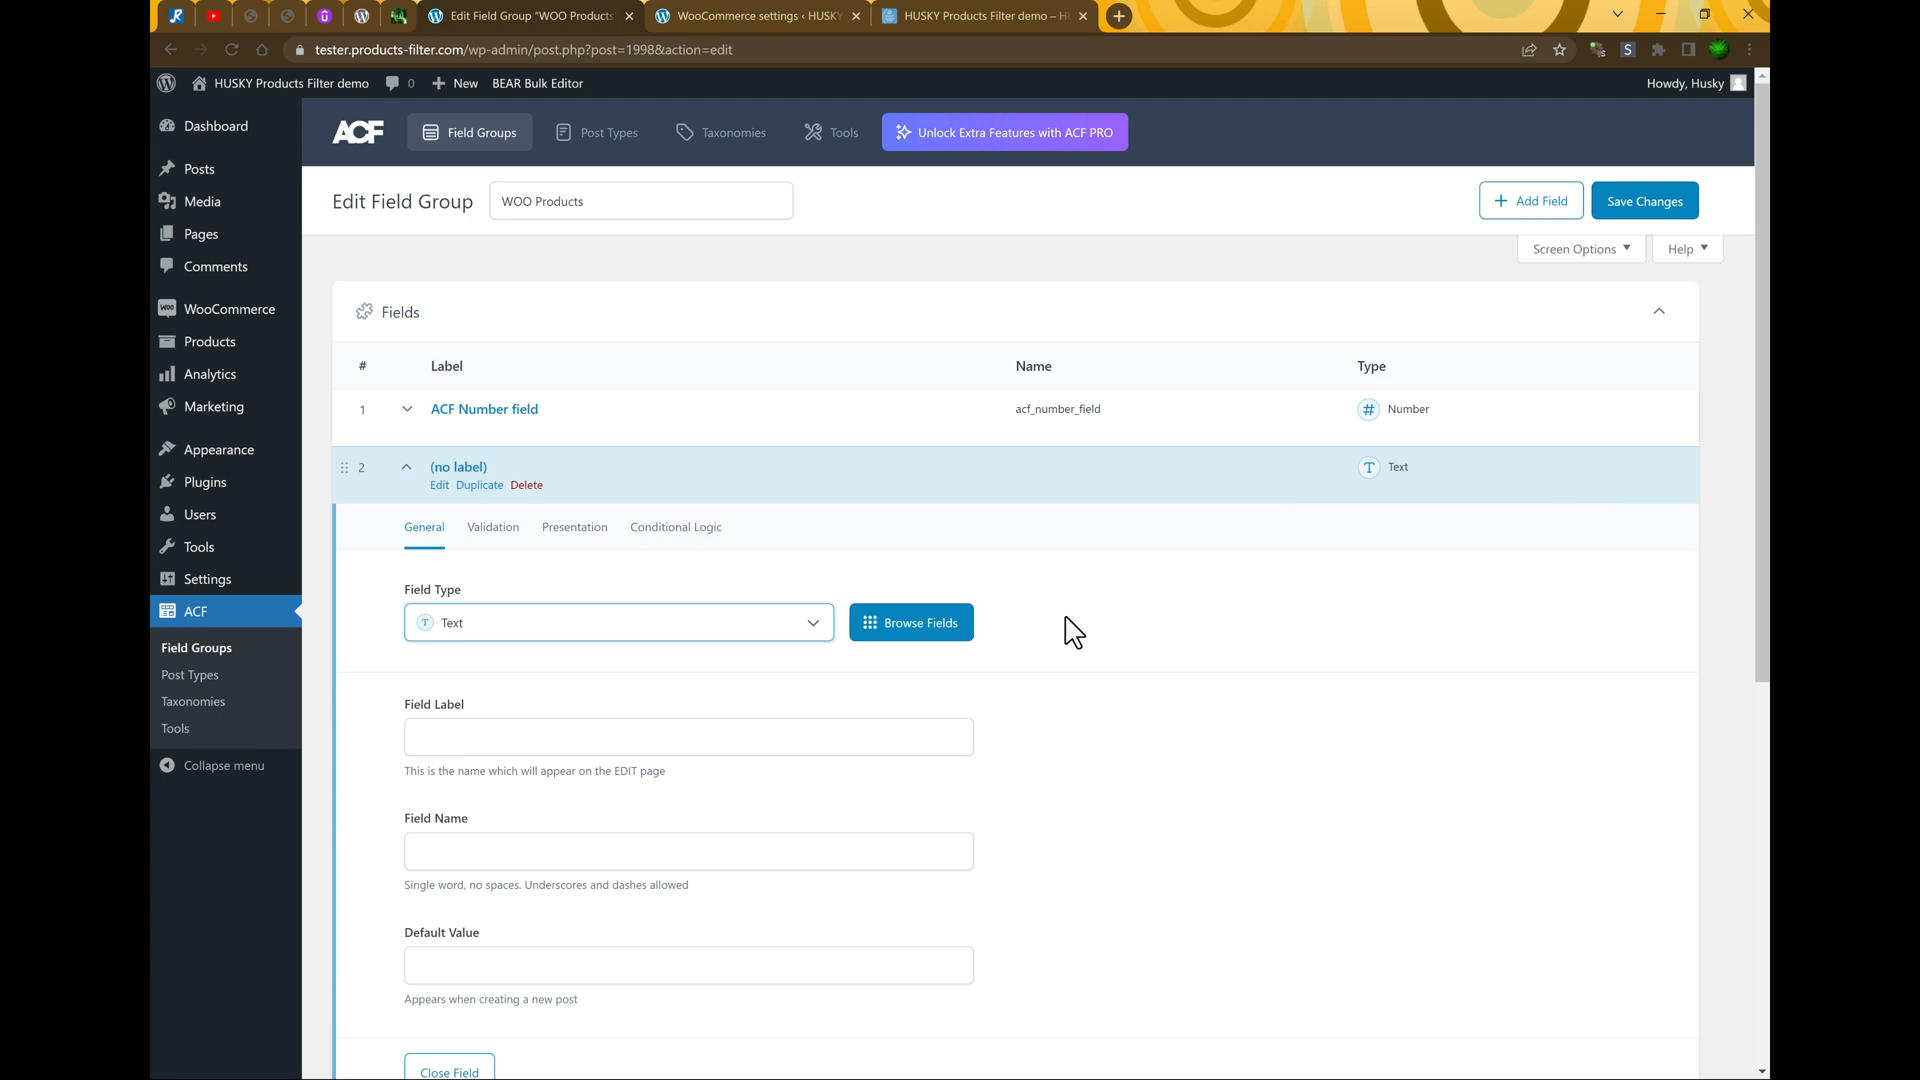 Edit Field Group "WOO Products
WooCommerce settings ‹ HUSKY
HUSKY Products Filter demo – H
tester.products-filter.com/wp-admin/post.php?post=1998&action=edit
S
HUSKY Products Filter demo
0
New
BEAR Bulk Editor
Howdy, Husky
Dashboard
Posts
Media
Pages
Comments
WooCommerce
Products
Analytics
Marketing
Appearance
Plugins
Users
Tools
Settings
ACF
Field Groups
Post Types
Taxonomies
Tools
Collapse menu
ACF
Field Groups
Post Types
Taxonomies
Tools
Unlock Extra Features with ACF PRO
Edit Field Group
WOO Products
Add Field
Save Changes
Screen Options
Help
Fields
# Label Name Type
1 ACF Number field acf_number_field # Number
2 (no label) T Text
Edit Duplicate Delete
General Validation Presentation Conditional Logic
Field Type
T Text
Browse Fields
Field Label
This is the name which will appear on the EDIT page
Field Name
Single word, no spaces. Underscores and dashes allowed
Default Value
Appears when creating a new post
Close Field